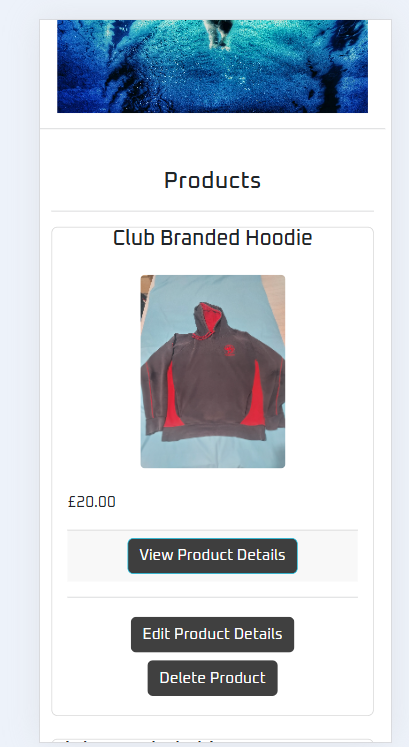 Products
Club Branded Hoodie
£20.00
View Product Details
Edit Product Details
Delete Product